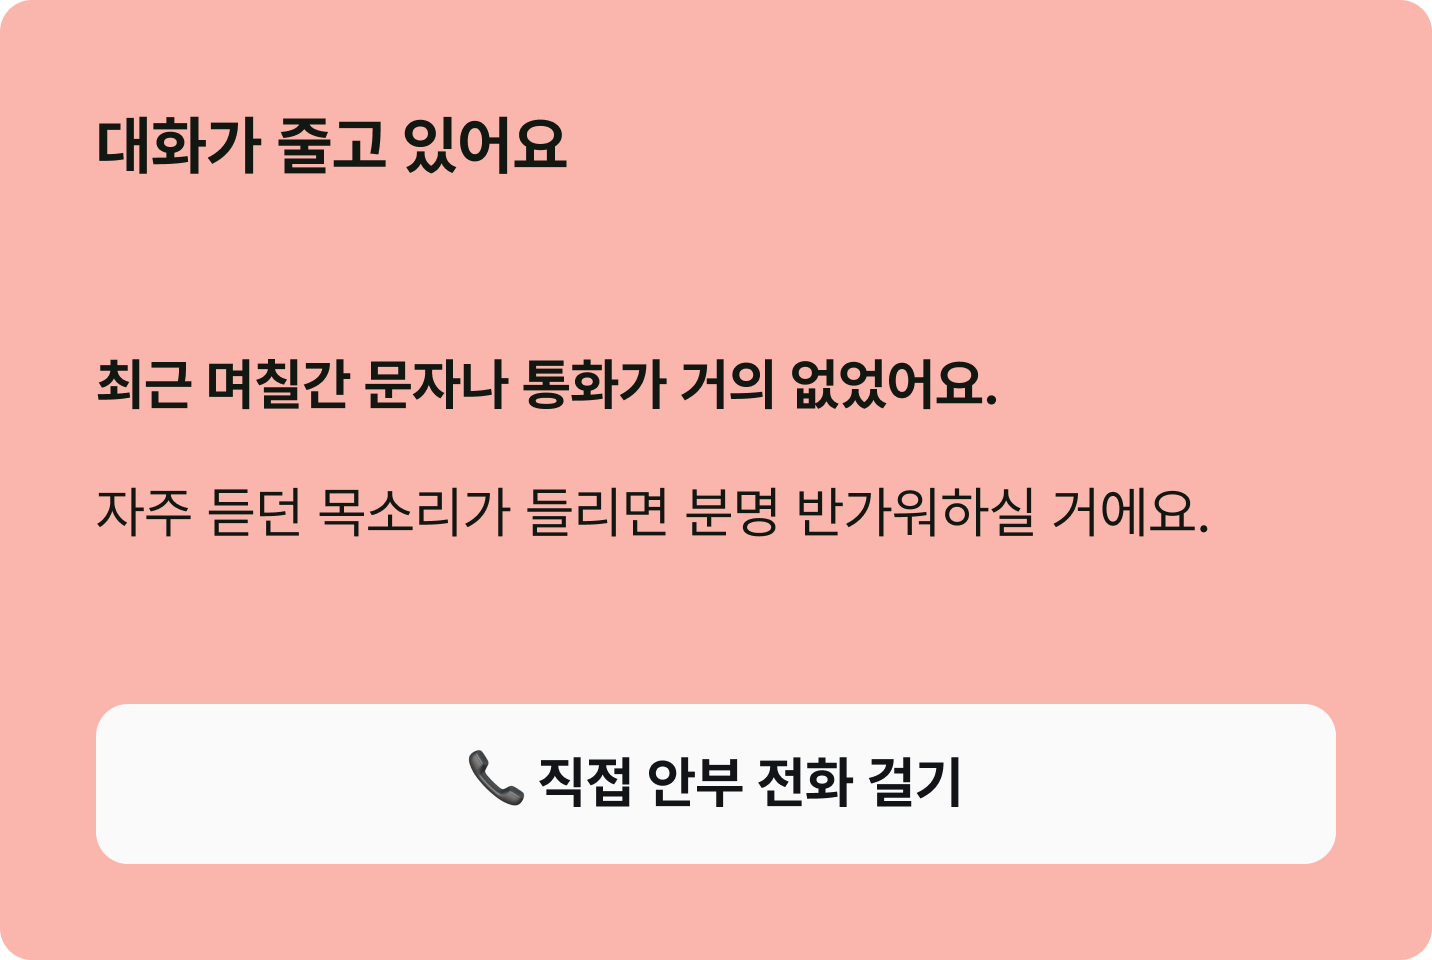 대화가 줄고 있어요
최근 며칠간 문자나 통화가 거의 없었어요.
자주 듣던 목소리가 들리면 분명 반가워하실 거에요.
📞 직접 안부 전화 걸기